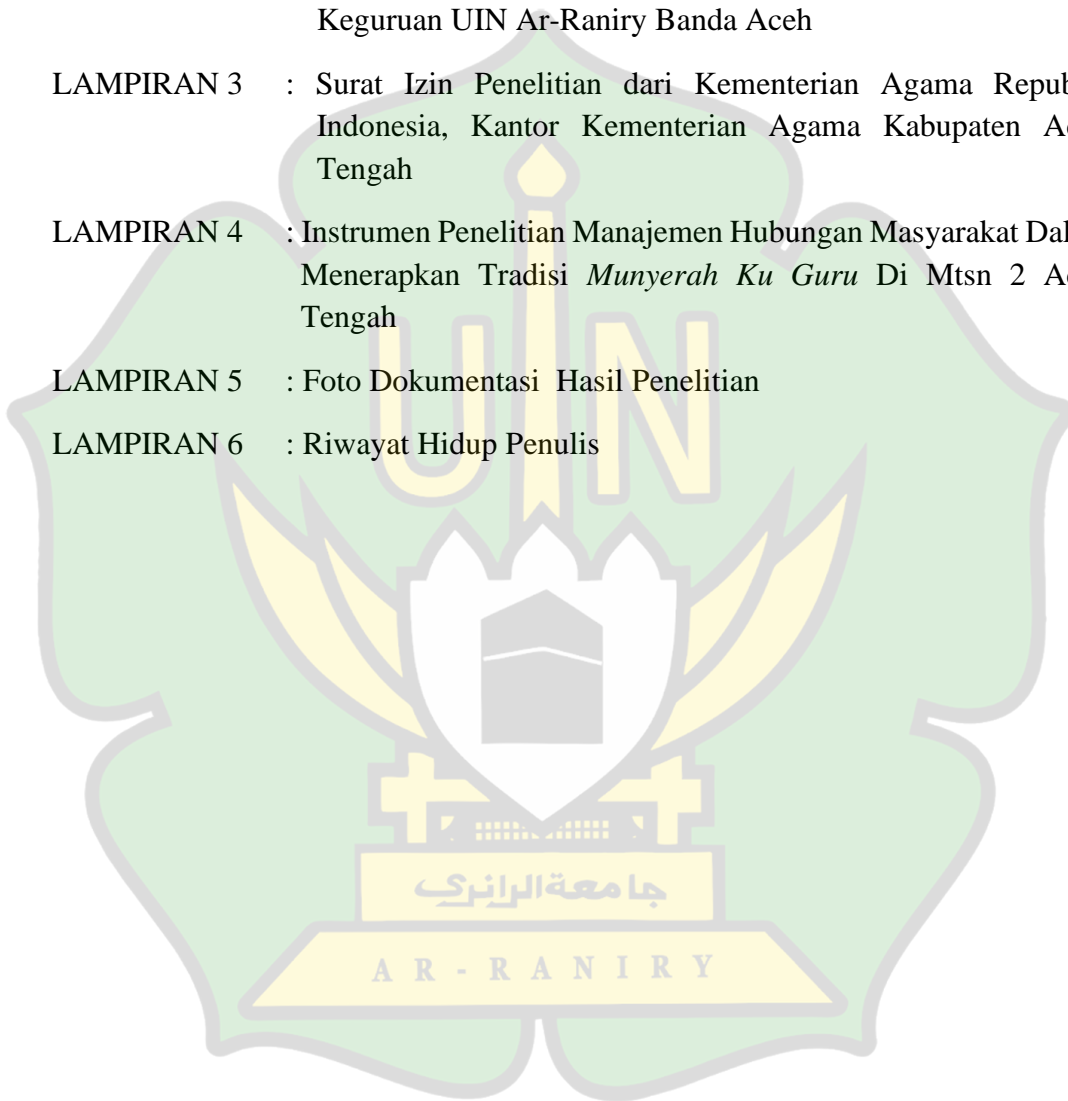 Keguruan UIN Ar-Raniry Banda Aceh
LAMPIRAN 3 : Surat Izin Penelitian dari Kementerian Agama Repub
Indonesia, Kantor Kementerian Agama Kabupaten A
Tengah
LAMPIRAN 4 : Instrumen Penelitian Manajemen Hubungan Masyarakat Dal
Menerapkan Tradisi Munyerah Ku Guru Di Mtsn 2 A
Tengah
LAMPIRAN 5 : Foto Dokumentasi Hasil Penelitian
LAMPIRAN 6 : Riwayat Hidup Penulis
UIN
جامعة الرانري
AR-RANIRY